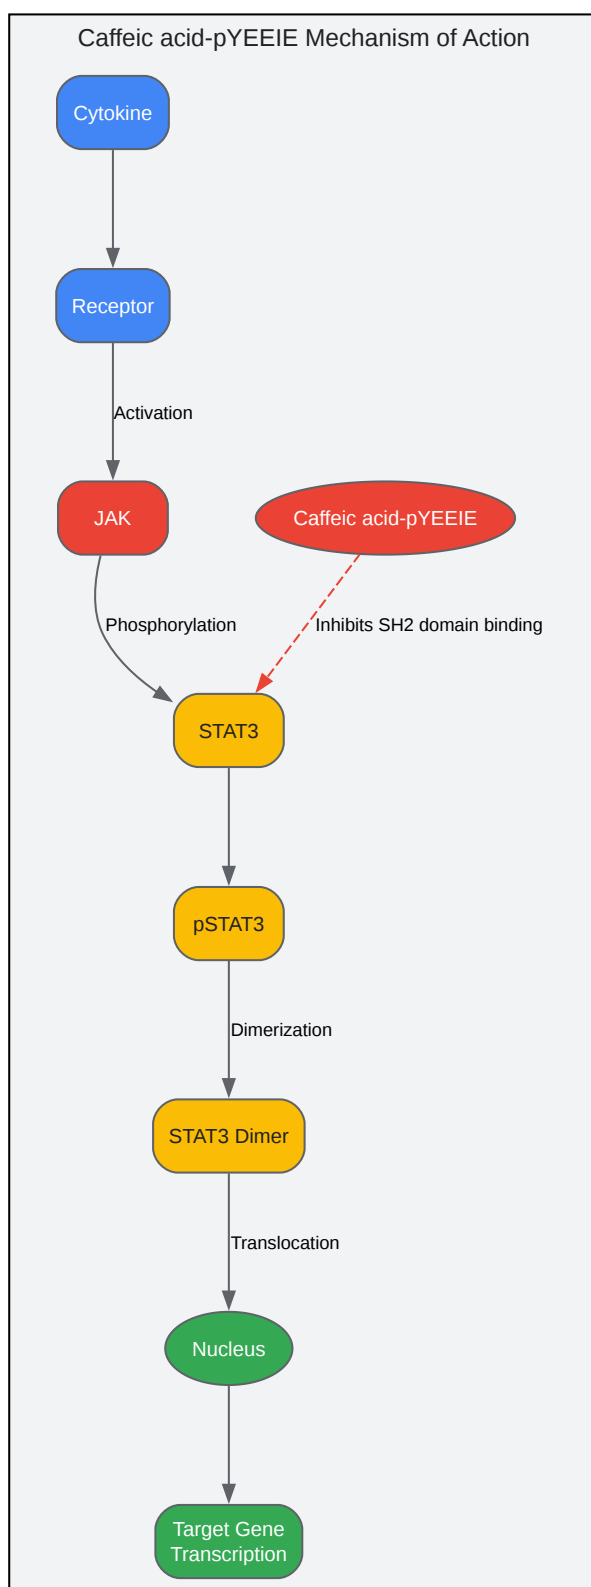 Caffeic acid-pYEEIE Mechanism of Action
Cytokine
Receptor
Activation
JAK
Caffeic acid-pYEEIE
Phosphorylation
Inhibits SH2 domain binding
STAT3
pSTAT3
Dimerization
STAT3 Dimer
Translocation
Nucleus
Target Gene
Transcription